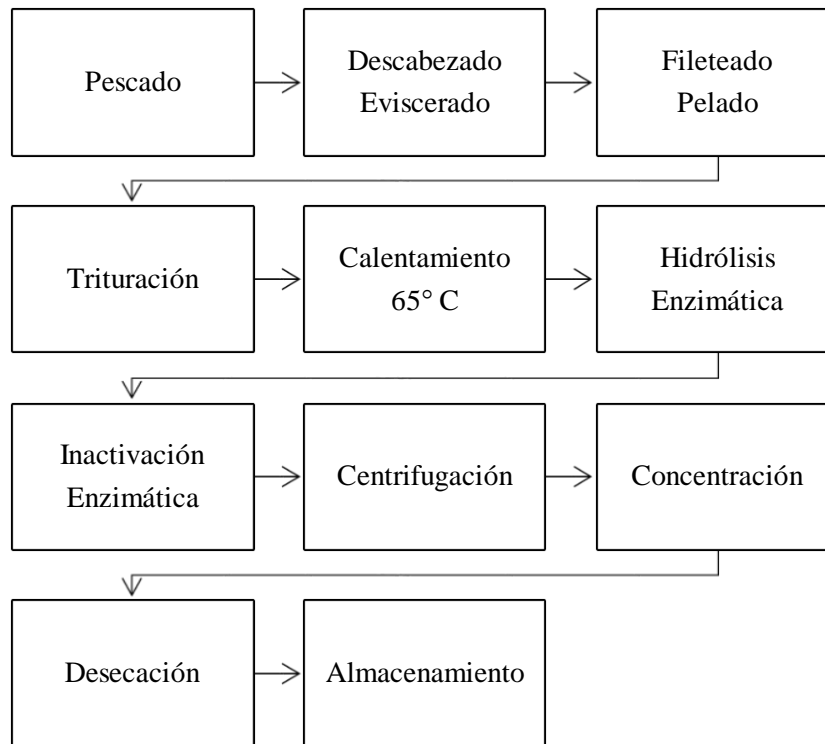 Pescado
Descabezado
Eviscerado
Fileteado
Pelado
Trituración
Calentamiento
65° C
Hidrólisis
Enzimática
Inactivación
Enzimática
Centrifugación
Concentración
Desecación
Almacenamiento